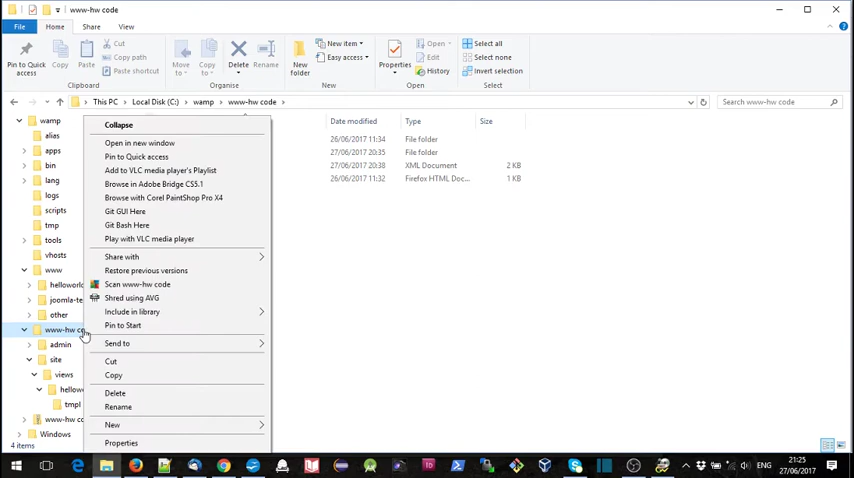 www-hw code
File
Home
Share
View
Pin to Quick access
Copy
Paste
Cut
Copy path
Paste shortcut
Move to
Copy to
Delete
Rename
New folder
New item
Easy access
Properties
Open
Edit
History
Select all
Select none
Invert selection
Clipboard
Organise
New
Open
Select
This PC
Local Disk (C:)
wamp
www-hw code
Search www-hw code
wamp
alias
apps
bin
lang
logs
scripts
tmp
tools
vhosts
www
helloworld
joomla-te
other
www-hw co
admin
site
views
hellow
tmpl
www-hw co
Windows
4 items
Collapse
Open in new window
Pin to Quick access
Add to VLC media player's Playlist
Browse in Adobe Bridge CS5.1
Browse with Corel PaintShop Pro X4
Git GUI Here
Git Bash Here
Play with VLC media player
Share with
Restore previous versions
Scan www-hw code
Shred using AVG
Include in library
Pin to Start
Send to
Cut
Copy
Delete
Rename
New
Properties
Date modified
Type
Size
26/06/2017 11:34
File folder
27/06/2017 20:35
File folder
27/06/2017 20:38
XML Document
2 KB
26/06/2017 11:32
Firefox HTML Doc...
1 KB
ENG
21:25
27/06/2017